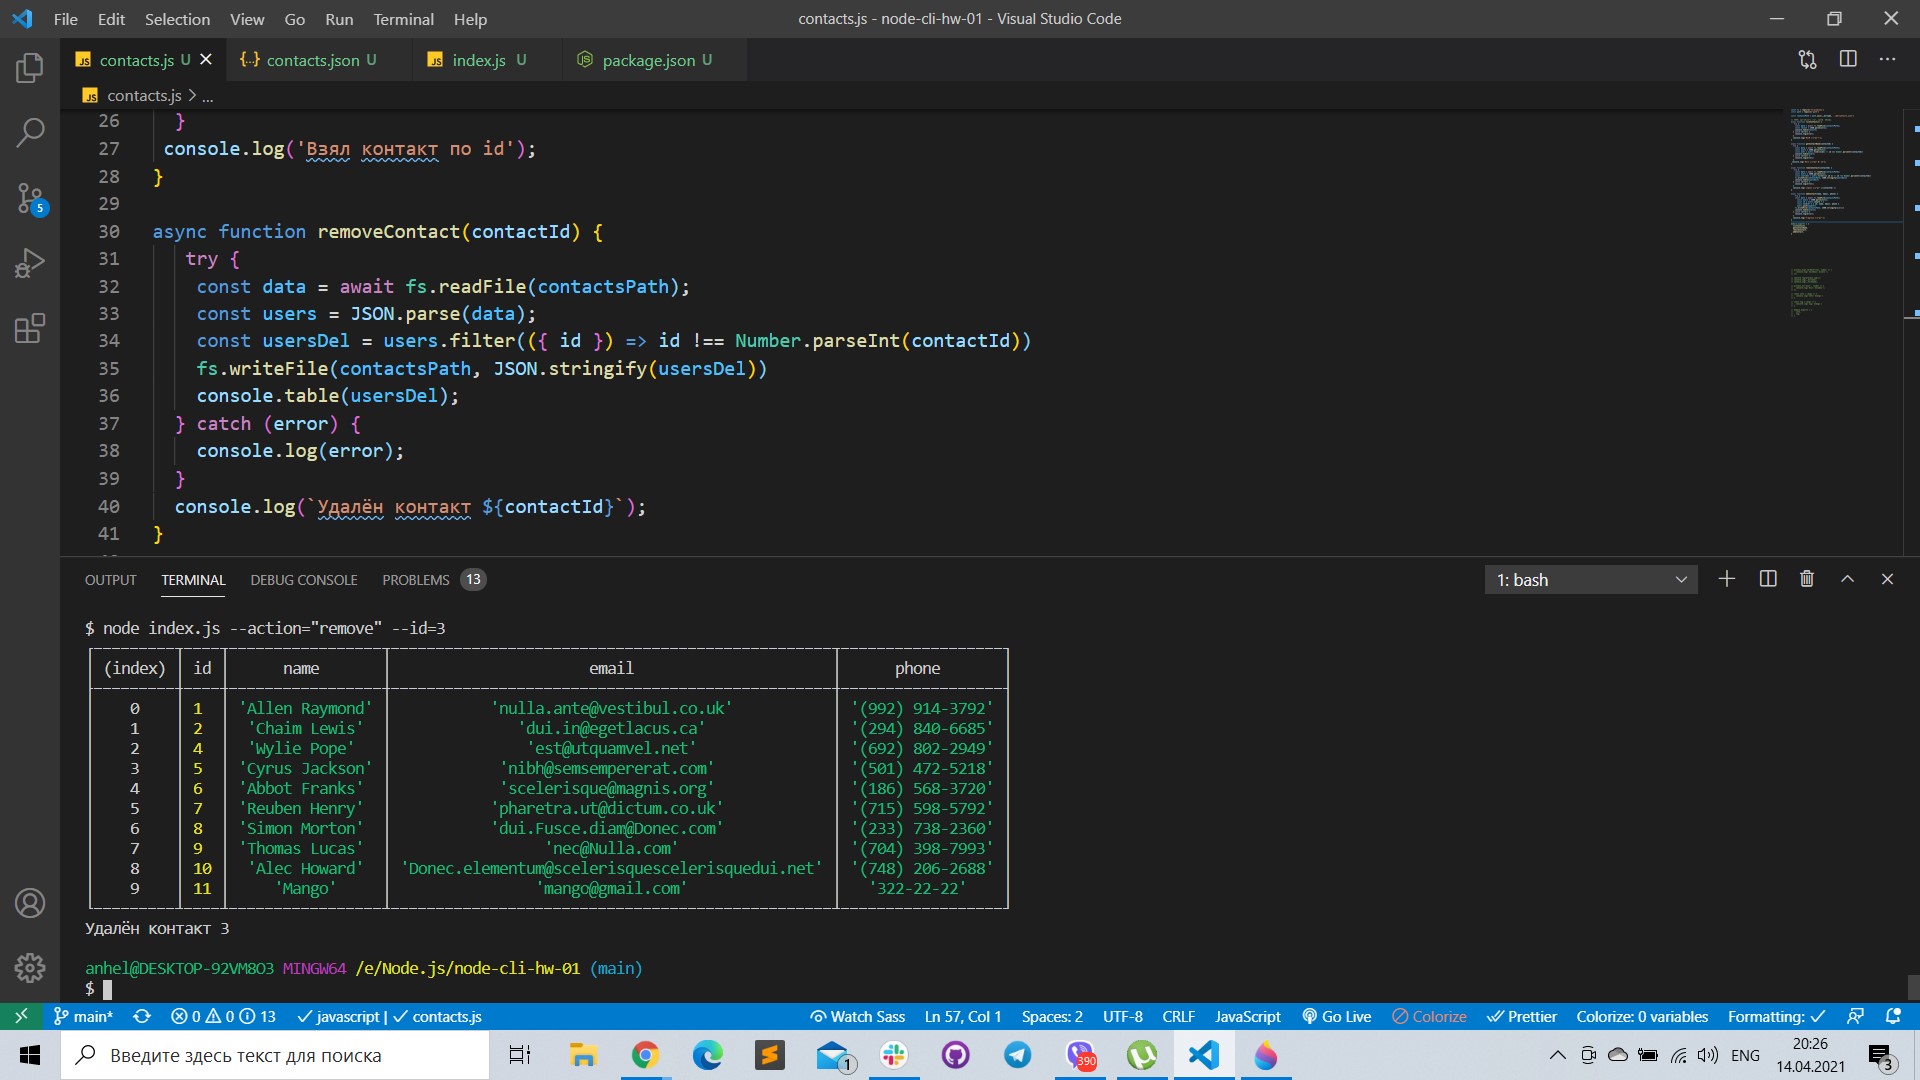 File Edit Selection View Go Run Terminal Help
contacts.js - node-cli-hw-01 - Visual Studio Code
contacts.js U
contacts.json U
index.js U
package.json U
contacts.js > ...
26 }
27 console.log('Взял контакт по id');
28 }
29
30 async function removeContact(contactId) {
31 try {
32 const data = await fs.readFile(contactsPath);
33 const users = JSON.parse(data);
34 const usersDel = users.filter(({ id }) => id !== Number.parseInt(contactId))
35 fs.writeFile(contactsPath, JSON.stringify(usersDel))
36 console.table(usersDel);
37 } catch (error) {
38 console.log(error);
39 }
40 console.log(`Удалён контакт ${contactId}`);
41 }
5
OUTPUT TERMINAL DEBUG CONSOLE PROBLEMS 13
1: bash
$ node index.js --action="remove" --id=3
(index) id name email phone
0 1 'Allen Raymond' 'nulla.ante@vestibul.co.uk' '(992) 914-3792'
1 2 'Chaim Lewis' 'dui.in@egetlacus.ca' '(294) 840-6685'
2 4 'Wylie Pope' 'est@utquamvel.net' '(692) 802-2949'
3 5 'Cyrus Jackson' 'nibh@semsempererat.com' '(501) 472-5218'
4 6 'Abbot Franks' 'scelerisque@magnis.org' '(186) 568-3720'
5 7 'Reuben Henry' 'pharetra.ut@dictum.co.uk' '(715) 598-5792'
6 8 'Simon Morton' 'dui.Fusce.diam@Donec.com' '(233) 738-2360'
7 9 'Thomas Lucas' 'nec@Nulla.com' '(704) 398-7993'
8 10 'Alec Howard' 'Donec.elementum@scelerisquescelerisquedui.net' '(748) 206-2688'
9 11 'Mango' 'mango@gmail.com' '322-22-22'
Удалён контакт 3
anhel@DESKTOP-92VM8O3 MINGW64 /e/Node.js/node-cli-hw-01 (main)
$
main* 0 0 13 javascript | contacts.js Watch Sass Ln 57, Col 1 Spaces: 2 UTF-8 CRLF JavaScript Go Live Colorize Prettier Colorize: 0 variables Formatting:
Введите здесь текст для поиска
1
390
ENG
20:26
14.04.2021
3